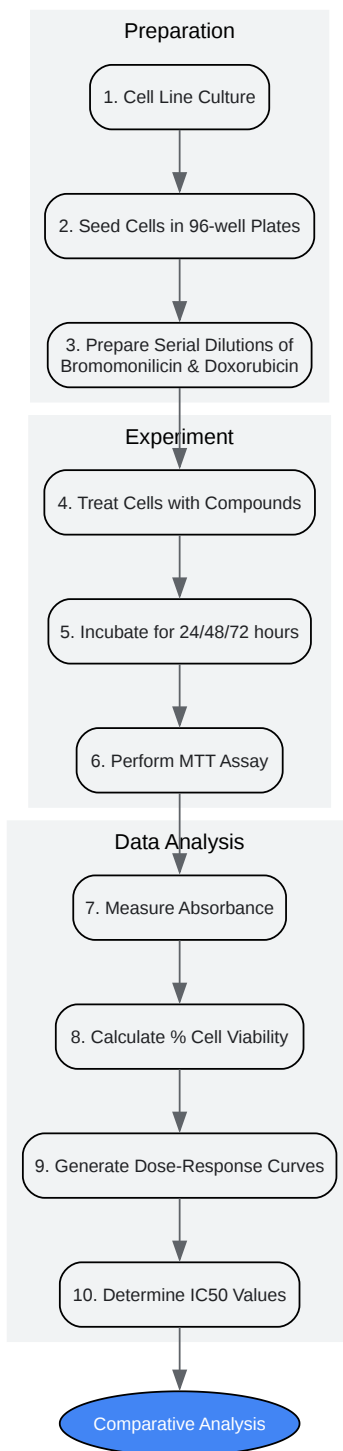 Preparation
1. Cell Line Culture
2. Seed Cells in 96-well Plates
3. Prepare Serial Dilutions of
Bromomonilicin & Doxorubicin
Experiment
4. Treat Cells with Compounds
5. Incubate for 24/48/72 hours
6. Perform MTT Assay
Data Analysis
7. Measure Absorbance
8. Calculate % Cell Viability
9. Generate Dose-Response Curves
10. Determine IC50 Values
Comparative Analysis